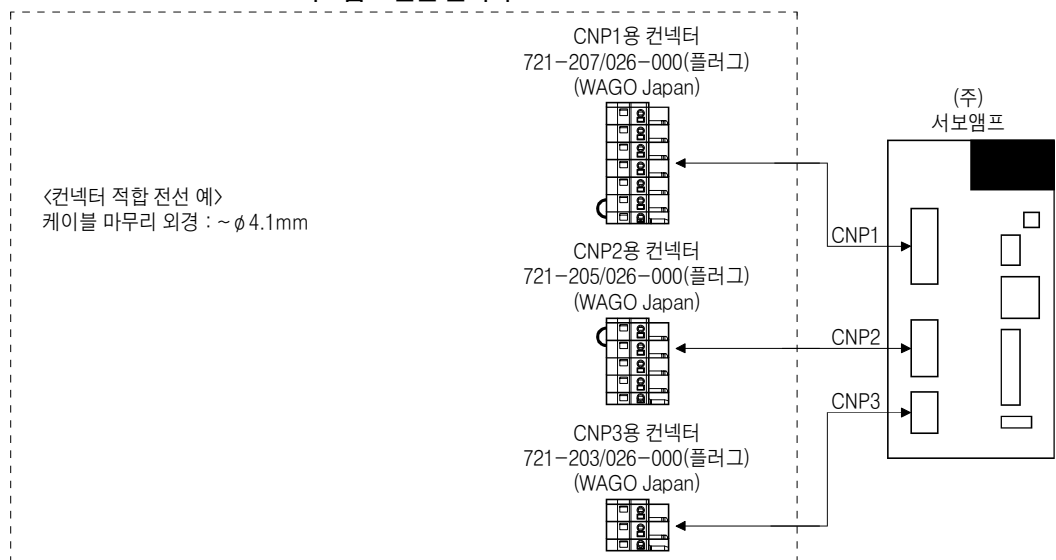 CNP1용 컨넥터
721-207/026-000(플러그)
(WAGO Japan)
(주)
서보앰프
〈컨넥터 적합 전선 예〉
케이블 마무리 외경 : ~φ4.1mm
CNP1
CNP2용 컨넥터
721-205/026-000(플러그)
(WAGO Japan)
CNP2
CNP3
CNP3용 컨넥터
721-203/026-000(플러그)
(WAGO Japan)